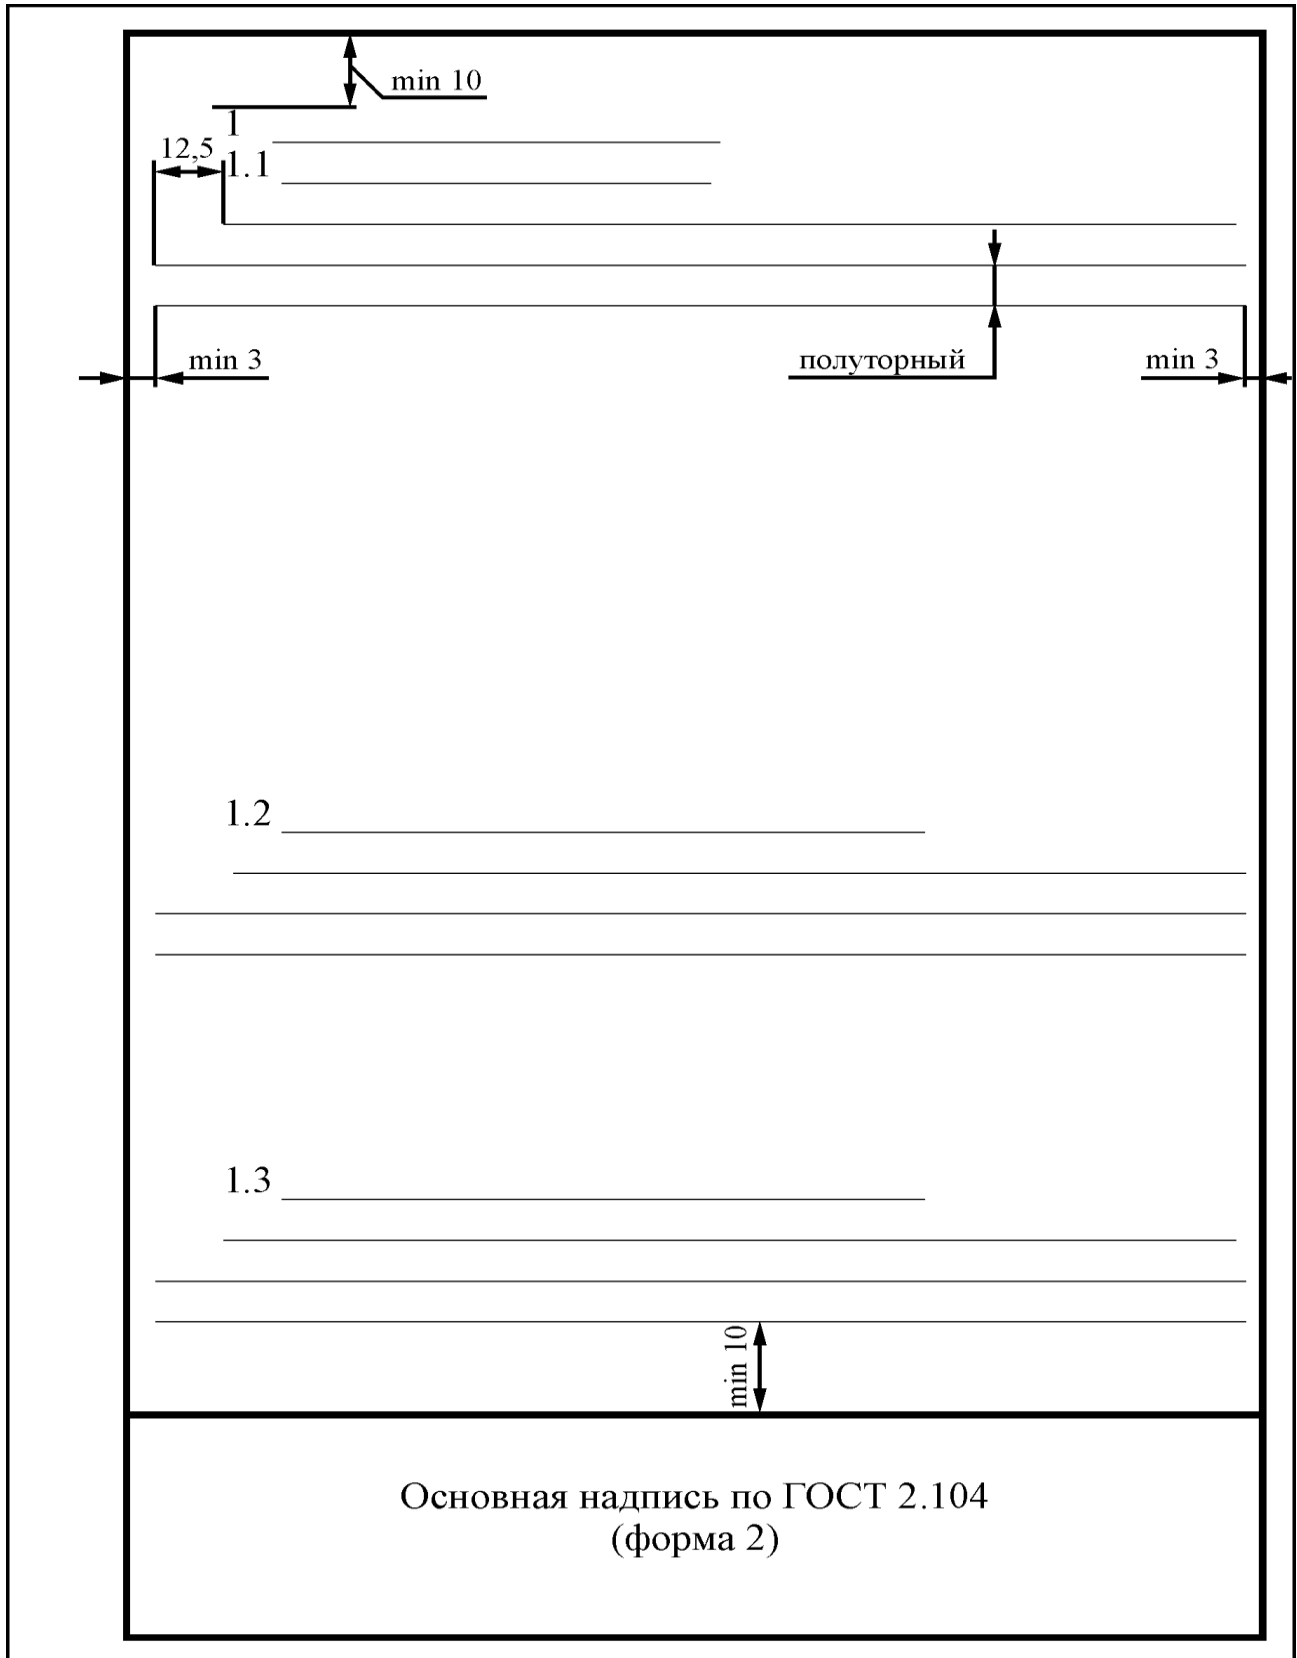 min 10
1
12,5
1.1
min 3
полуторный
min 3
1.2
1.3
min 10
Основная надпись по ГОСТ 2.104
(форма 2)